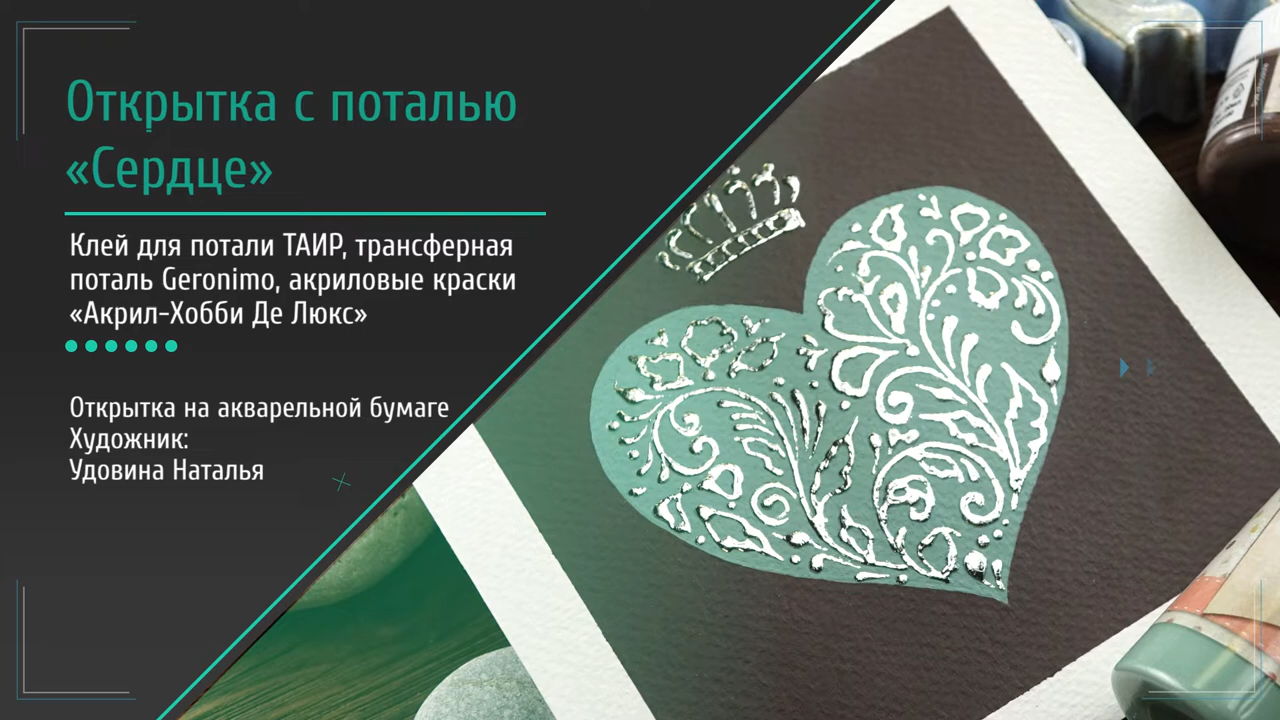 Открытка с поталью
«Сердце»
Клей для потали ТАИР, трансферная
поталь Geronimo, акриловые краски
«Акрил-Хобби Де Люкс»
Открытка на акварельной бумаге
Художник:
Удовина Наталья